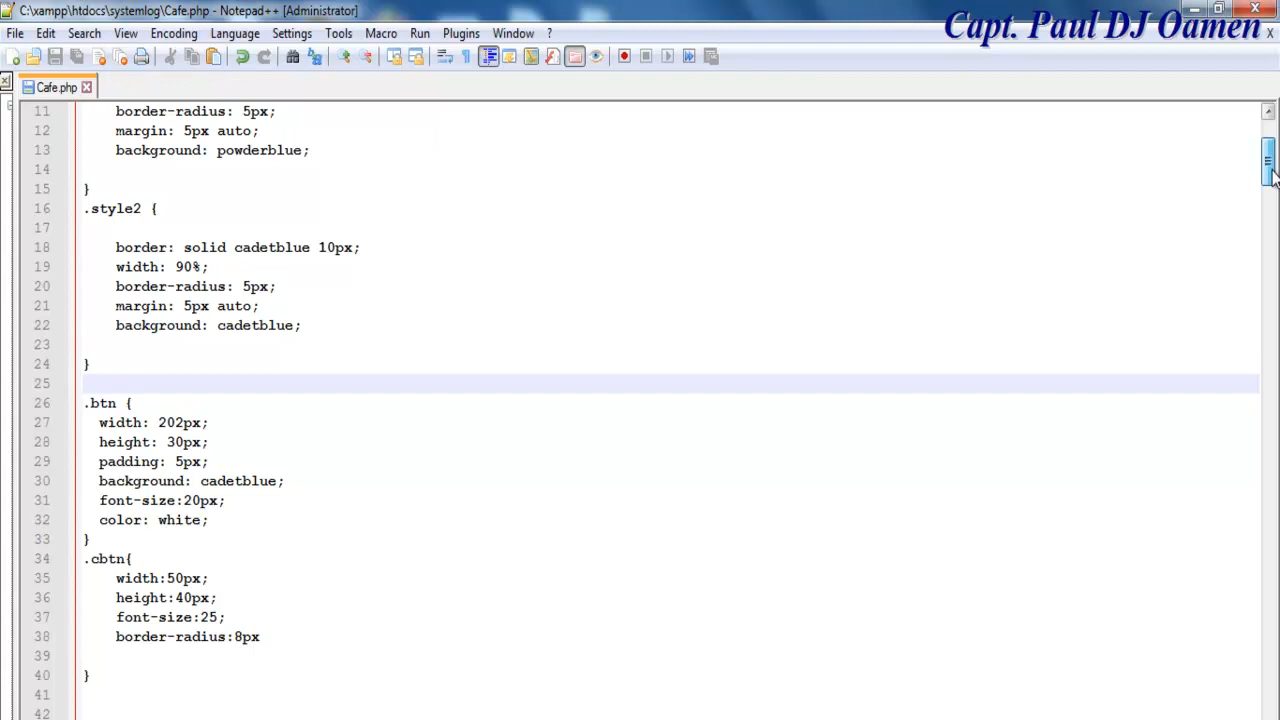 C:\xampp\htdocs\systemlog\Cafe.php - Notepad++ [Administrator]
Capt. Paul DJ Oamen
File Edit Search View Encoding Language Settings Tools Macro Run Plugins Window ? X
Cafe.php
11 border-radius: 5px;
12 margin: 5px auto;
13 background: powderblue;
14
15 }
16 .style2 {
17
18 border: solid cadetblue 10px;
19 width: 90%;
20 border-radius: 5px;
21 margin: 5px auto;
22 background: cadetblue;
23
24 }
25
26 .btn {
27 width: 202px;
28 height: 30px;
29 padding: 5px;
30 background: cadetblue;
31 font-size:20px;
32 color: white;
33 }
34 .cbtn{
35 width:50px;
36 height:40px;
37 font-size:25;
38 border-radius:8px
39
40 }
41
42